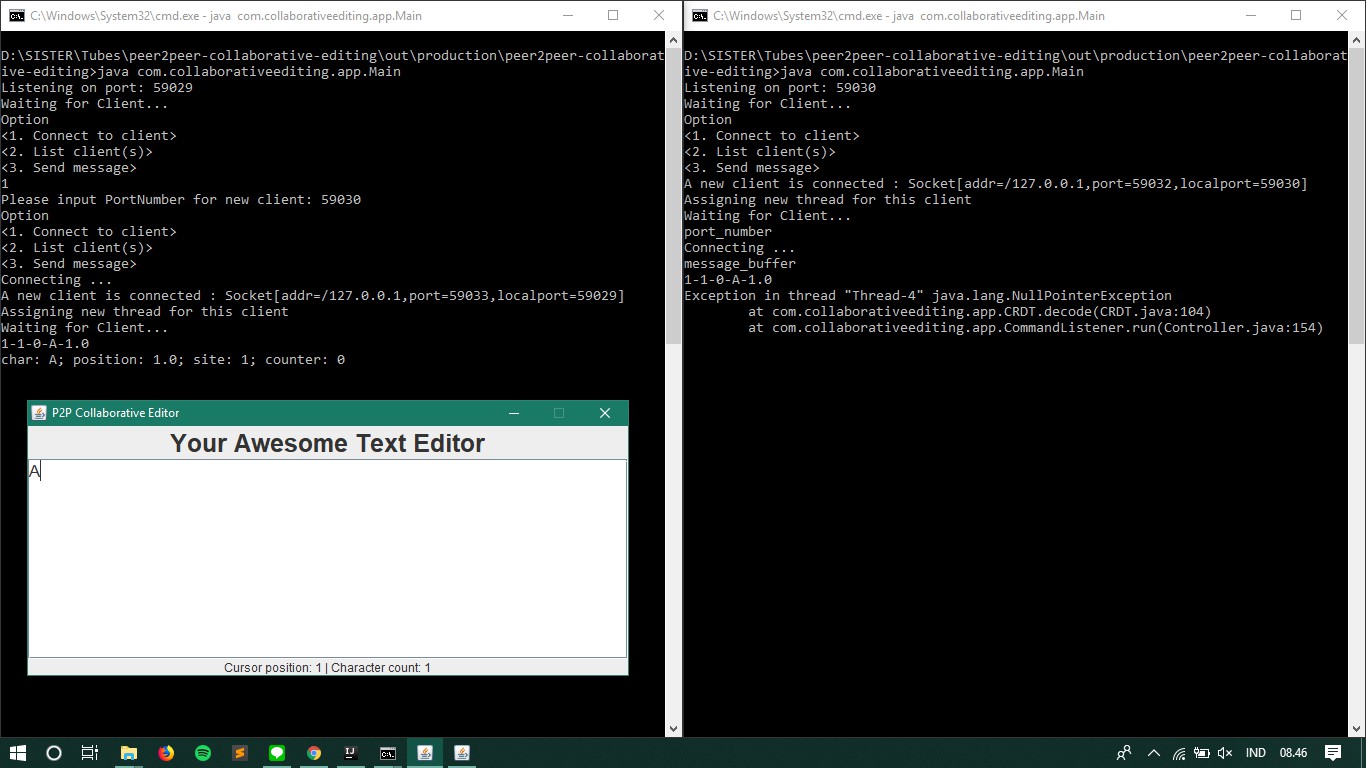 C:\Windows\System32\cmd.exe - java com.collaborativeediting.app.Main
D:\SISTER\Tubes\peer2peer-collaborative-editing\out\production\peer2peer-collaborat
ive-editing>java com.collaborativeediting.app.Main
Listening on port: 59029
Waiting for Client...
Option
<1. Connect to client>
<2. List client(s)>
<3. Send message>
1
Please input PortNumber for new client: 59030
Option
<1. Connect to client>
<2. List client(s)>
<3. Send message>
Connecting ...
A new client is connected : Socket[addr=/127.0.0.1,port=59033,localport=59029]
Assigning new thread for this client
Waiting for Client...
1-1-0-A-1.0
char: A; position: 1.0; site: 1; counter: 0
P2P Collaborative Editor
Your Awesome Text Editor
A
Cursor position: 1 | Character count: 1
C:\Windows\System32\cmd.exe - java com.collaborativeediting.app.Main
D:\SISTER\Tubes\peer2peer-collaborative-editing\out\production\peer2peer-collaborat
ive-editing>java com.collaborativeediting.app.Main
Listening on port: 59030
Waiting for Client...
Option
<1. Connect to client>
<2. List client(s)>
<3. Send message>
A new client is connected : Socket[addr=/127.0.0.1,port=59032,localport=59030]
Assigning new thread for this client
Waiting for Client...
port_number
Connecting ...
message_buffer
1-1-0-A-1.0
Exception in thread "Thread-4" java.lang.NullPointerException
at com.collaborativeediting.app.CRDT.decode(CRDT.java:104)
at com.collaborativeediting.app.CommandListener.run(Controller.java:154)
IND 08.46